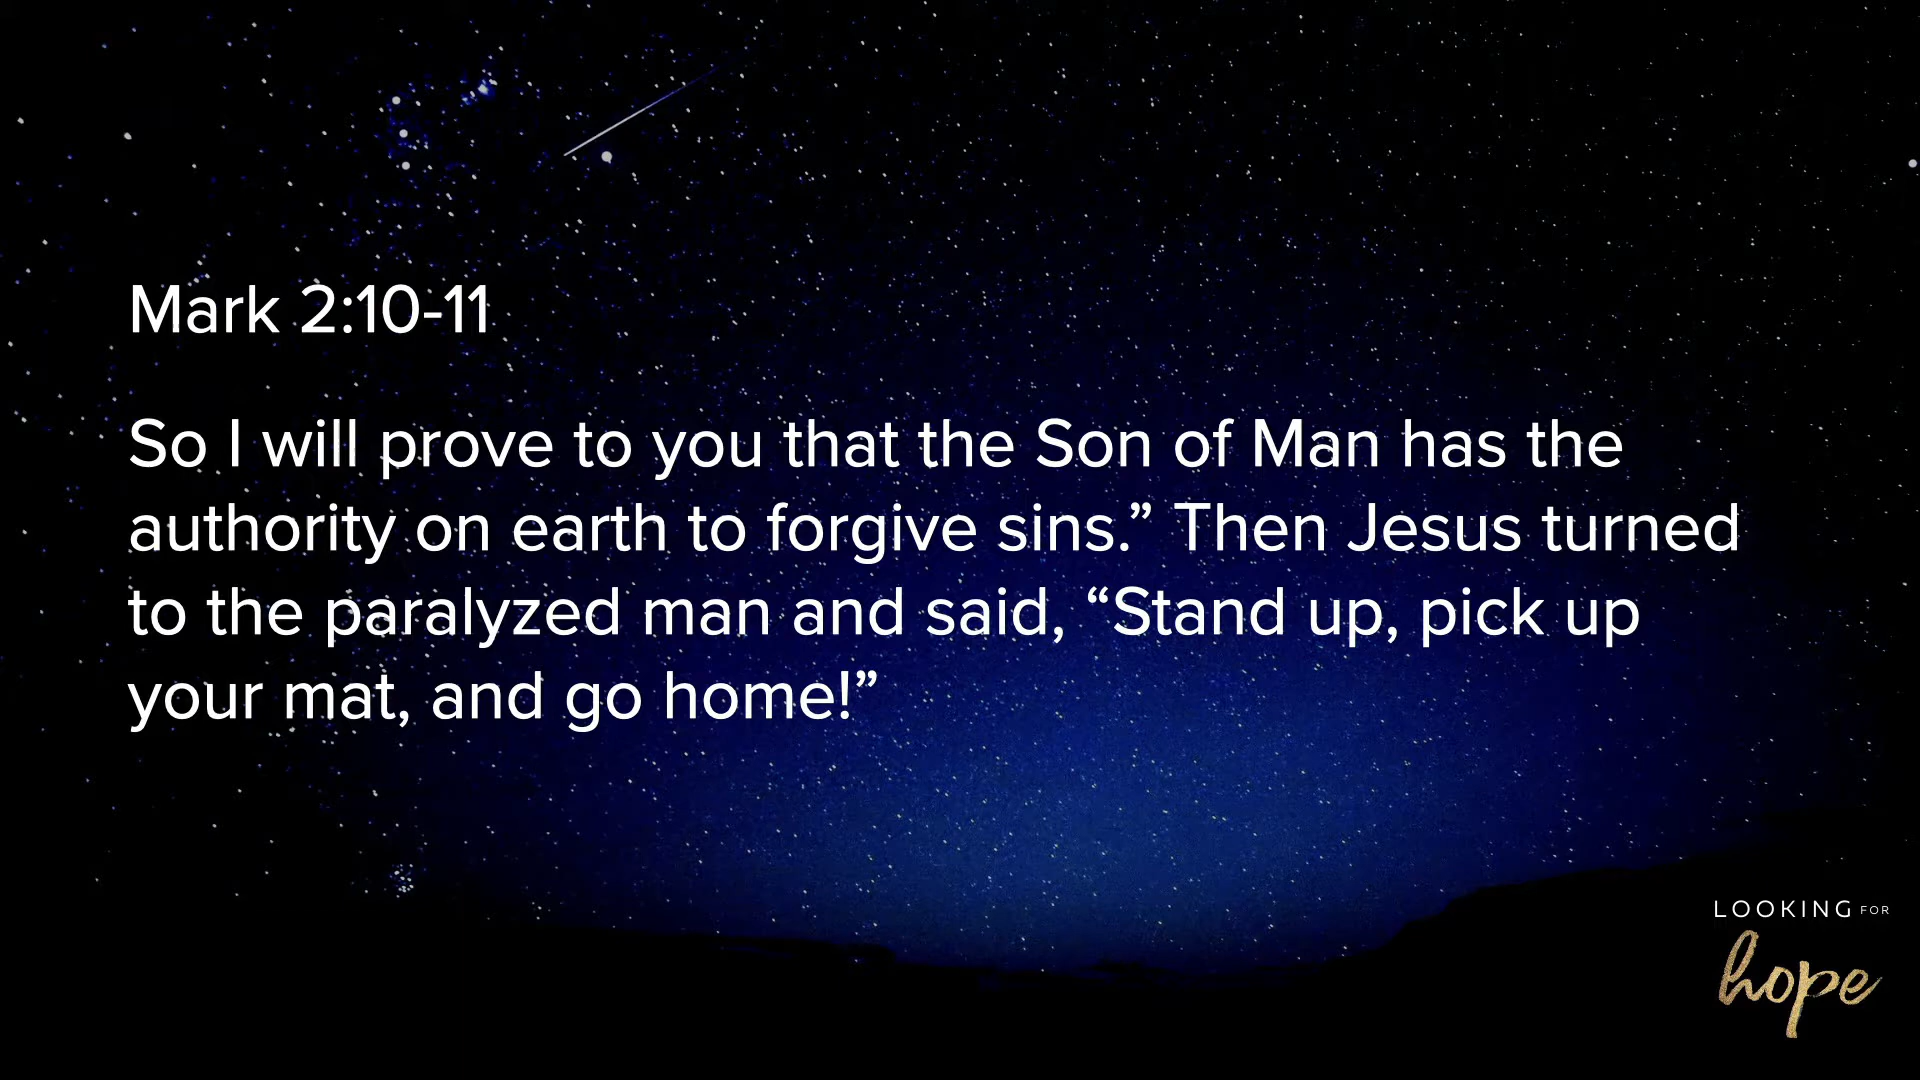 Mark 2:10-11
So I will prove to you that the Son of Man has the
authority on earth to forgive sins.” Then Jesus turned
to the paralyzed man and said, “Stand up, pick up
your mat, and go home!”
LOOKING FOR
hope